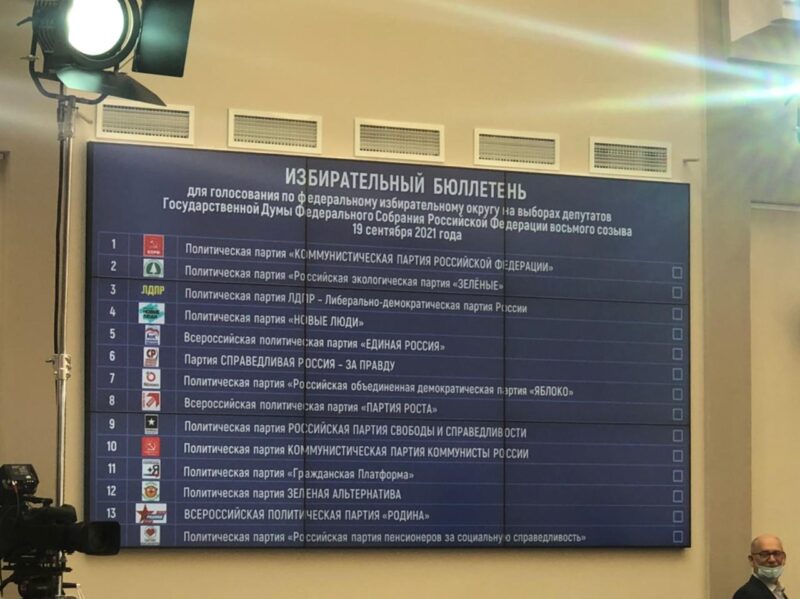 ИЗБИРАТЕЛЬНЫЙ БЮЛЛЕТЕНЬ
для голосования по федеральному избирательному округу на выборах депутатов
Государственной Думы Федерального Собрания Российской Федерации восьмого созыва
19 сентября 2021 года
1 Политическая партия «КОММУНИСТИЧЕСКАЯ ПАРТИЯ РОССИЙСКОЙ ФЕДЕРАЦИИ»
2 Политическая партия «Российская экологическая партия «ЗЕЛЁНЫЕ»
3 ЛДПР Политическая партия ЛДПР – Либерально-демократическая партия России
4 Политическая партия «НОВЫЕ ЛЮДИ»
5 Всероссийская политическая партия «ЕДИНАЯ РОССИЯ»
6 СР Партия СПРАВЕДЛИВАЯ РОССИЯ – ЗА ПРАВДУ
7 Политическая партия «Российская объединенная демократическая партия «ЯБЛОКО»
8 Всероссийская политическая партия «ПАРТИЯ РОСТА»
9 Политическая партия РОССИЙСКАЯ ПАРТИЯ СВОБОДЫ И СПРАВЕДЛИВОСТИ
10 Политическая партия КОММУНИСТИЧЕСКАЯ ПАРТИЯ КОММУНИСТЫ РОССИИ
11 Политическая партия «Гражданская Платформа»
12 Политическая партия ЗЕЛЕНАЯ АЛЬТЕРНАТИВА
13 ВСЕРОССИЙСКАЯ ПОЛИТИЧЕСКАЯ ПАРТИЯ «РОДИНА»
Политическая партия «Российская партия пенсионеров за социальную справедливость»